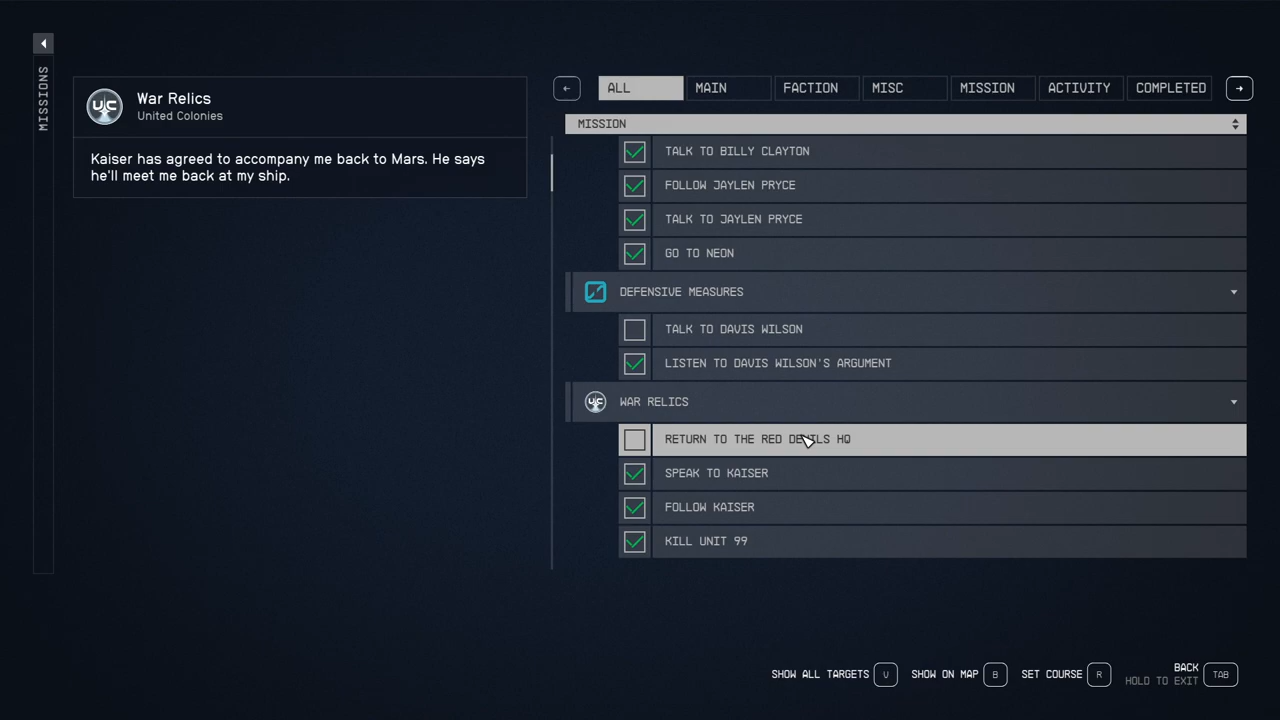 MISSIONS
UC
War Relics
United Colonies
Kaiser has agreed to accompany me back to Mars. He says
he'll meet me back at my ship.
ALL
MAIN
FACTION
MISC
MISSION
ACTIVITY
COMPLETED
MISSION
TALK TO BILLY CLAYTON
FOLLOW JAYLEN PRYCE
TALK TO JAYLEN PRYCE
GO TO NEON
DEFENSIVE MEASURES
TALK TO DAVIS WILSON
LISTEN TO DAVIS WILSON'S ARGUMENT
UC WAR RELICS
RETURN TO THE RED DEVILS HQ
SPEAK TO KAISER
FOLLOW KAISER
KILL UNIT 99
SHOW ALL TARGETS V
SHOW ON MAP B
SET COURSE R
BACK
HOLD TO EXIT
TAB